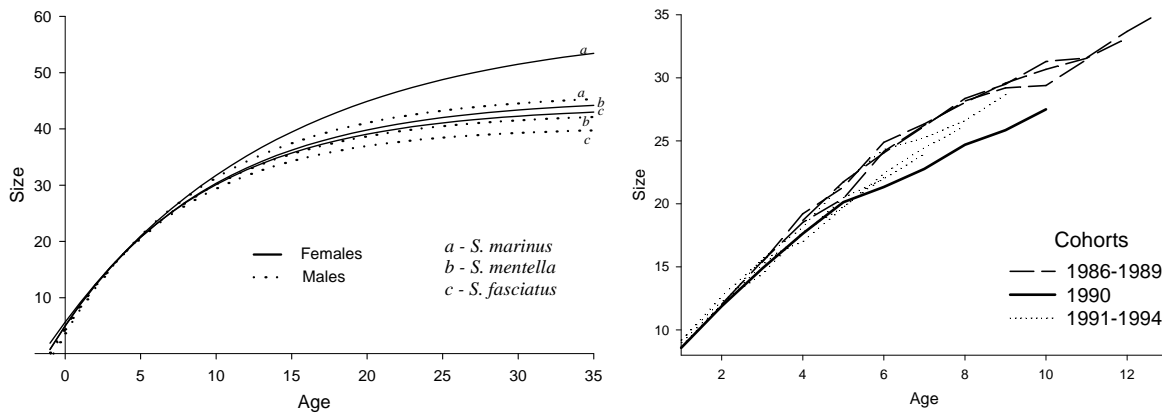 60
50
40
30
20
10
0
5
10
15
20
25
30
35
Size
Age
a
a
b
c
b
c
Females
Males
a - S. marinus
b - S. mentella
c - S. fasciatus
35
30
25
20
15
10
2
4
6
8
10
12
Size
Age
Cohorts
1986-1989
1990
1991-1994